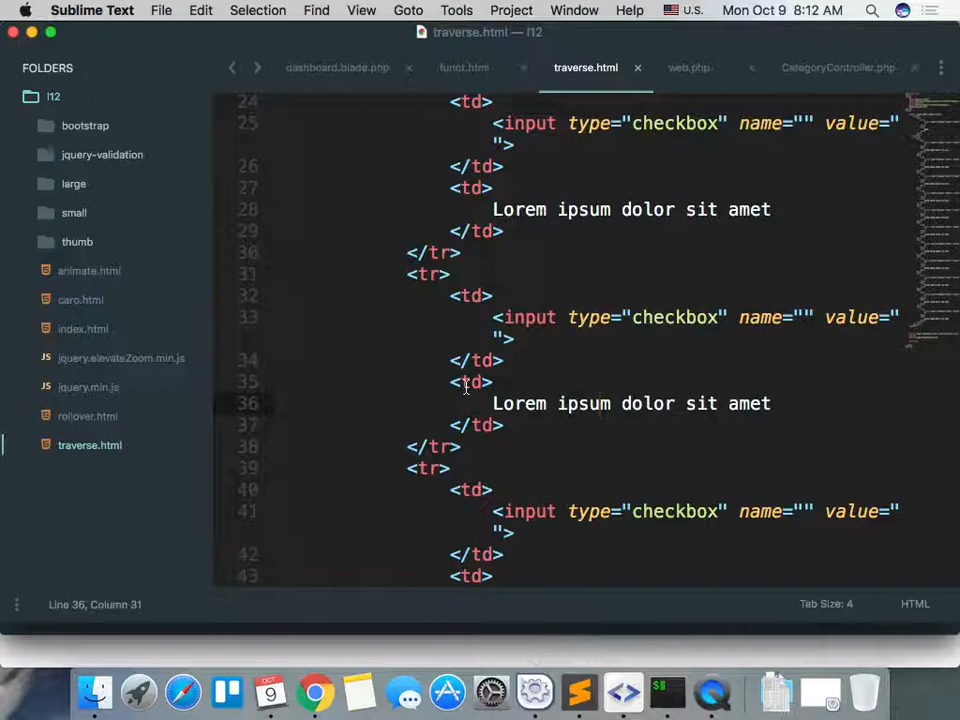 Sublime Text File Edit Selection Find View Goto Tools Project Window Help U.S. Mon Oct 9 8:12 AM
traverse.html — l12
FOLDERS
l12
bootstrap
jquery-validation
large
small
thumb
animate.html
caro.html
index.html
jquery.elevateZoom.min.js
jquery.min.js
rollover.html
traverse.html
dashboard.blade.php funct.html traverse.html web.php CategoryController.php
24 <td>
25 <input type="checkbox" name="" value="
">
26 </td>
27 <td>
28 Lorem ipsum dolor sit amet
29 </td>
30 </tr>
31 <tr>
32 <td>
33 <input type="checkbox" name="" value="
">
34 </td>
35 <td>
36 Lorem ipsum dolor sit amet
37 </td>
38 </tr>
39 <tr>
40 <td>
41 <input type="checkbox" name="" value="
">
42 </td>
43 <td>
Line 36, Column 31 Tab Size: 4 HTML
OCT
9